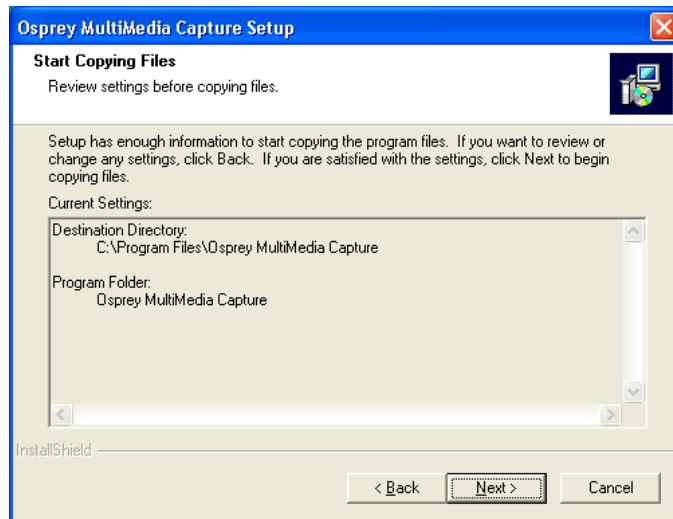 Osprey MultiMedia Capture Setup
Start Copying Files
Review settings before copying files.
Setup has enough information to start copying the program files. If you want to review or
change any settings, click Back. If you are satisfied with the settings, click Next to begin
copying files.
Current Settings:
Destination Directory:
C:\Program Files\Osprey MultiMedia Capture
Program Folder:
Osprey MultiMedia Capture
InstallShield
< Back
Next >
Cancel